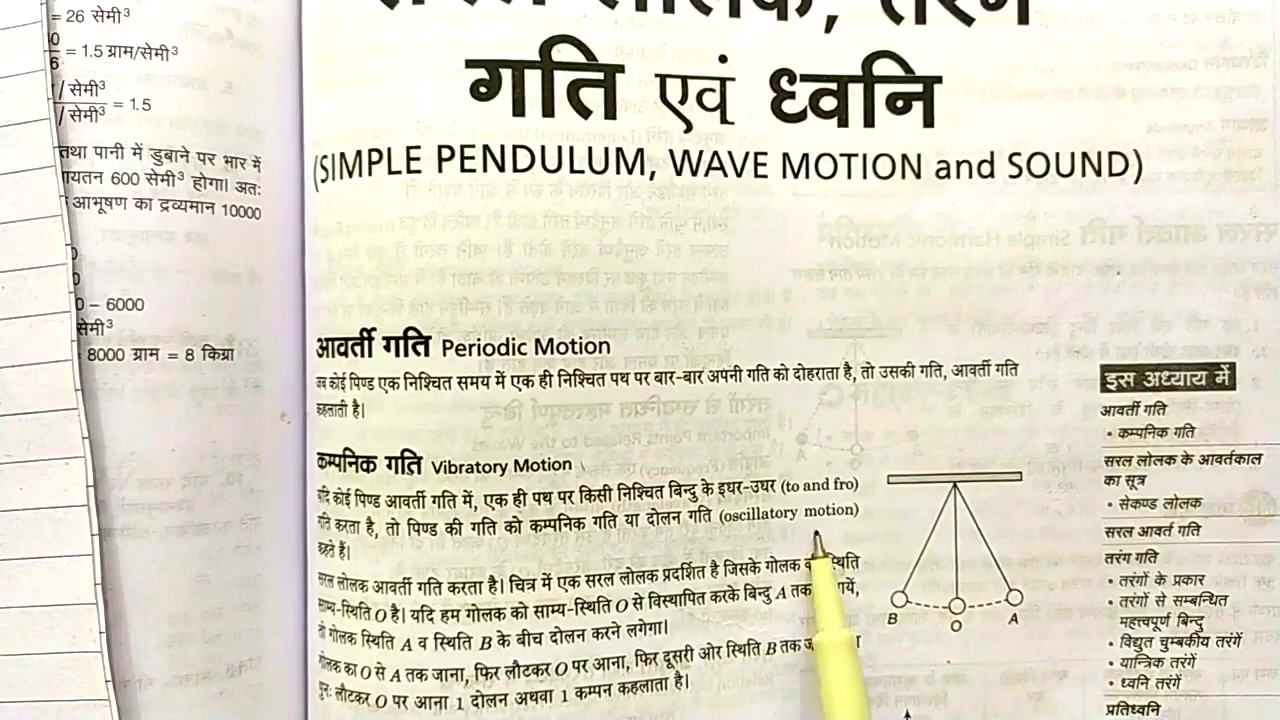 = 26 सेमी³
= 1.5 ग्राम/सेमी³
/ सेमी³
/ सेमी³ = 1.5
तथा पानी में डुबाने पर भार में
600 सेमी³ होगा। अतः
आभूषण का द्रव्यमान 10000
0 – 6000
सेमी³
8000 ग्राम = 8 किग्रा
सरल लोलक, तरंग
गति एवं ध्वनि
(SIMPLE PENDULUM, WAVE MOTION and SOUND)
आवर्ती गति Periodic Motion
जब कोई पिण्ड एक निश्चित समय में एक ही निश्चित पथ पर बार-बार अपनी गति को दोहराता है, तो उसकी गति, आवर्ती गति
कहलाती है।
कम्पनिक गति Vibratory Motion
यदि कोई पिण्ड आवर्ती गति में, एक ही पथ पर किसी निश्चित बिन्दु के इधर-उधर (to and fro)
गति करता है, तो पिण्ड की गति को कम्पनिक गति या दोलन गति (oscillatory motion)
कहते हैं।
सरल लोलक आवर्ती गति करता है। चित्र में एक सरल लोलक प्रदर्शित है जिसके गोलक
साम्य-स्थिति O है। यदि हम गोलक को साम्य-स्थिति O से विस्थापित करके बिन्दु A तक
तो गोलक स्थिति A व स्थिति B के बीच दोलन करने लगेगा।
गोलक का O से A तक जाना, फिर लौटकर O पर आना, फिर दूसरी ओर स्थिति B तक
पुनः लौटकर O पर आना 1 दोलन अथवा 1 कम्पन कहलाता है।
B
O
A
इस अध्याय में
आवर्ती गति
• कम्पनिक गति
सरल लोलक के आवर्तकाल
का सूत्र
• सेकण्ड लोलक
सरल आवर्त गति
तरंग गति
• तरंगों के प्रकार
• तरंगों से सम्बन्धित
महत्त्वपूर्ण बिन्दु
• विद्युत चुम्बकीय तरंगें
• यान्त्रिक तरंगें
• ध्वनि तरंगें
प्रतिध्वनि